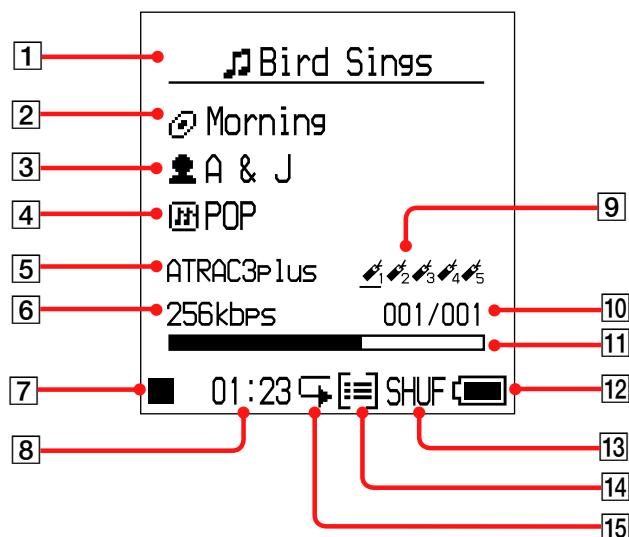 1 Bird Sings
2 Morning
3 A & J
4 POP
9
5 ATRAC3plus 1 2 3 4 5
6 256kbps 001/001 10
11
7 01:23 SHUF 12
8 13
14
15